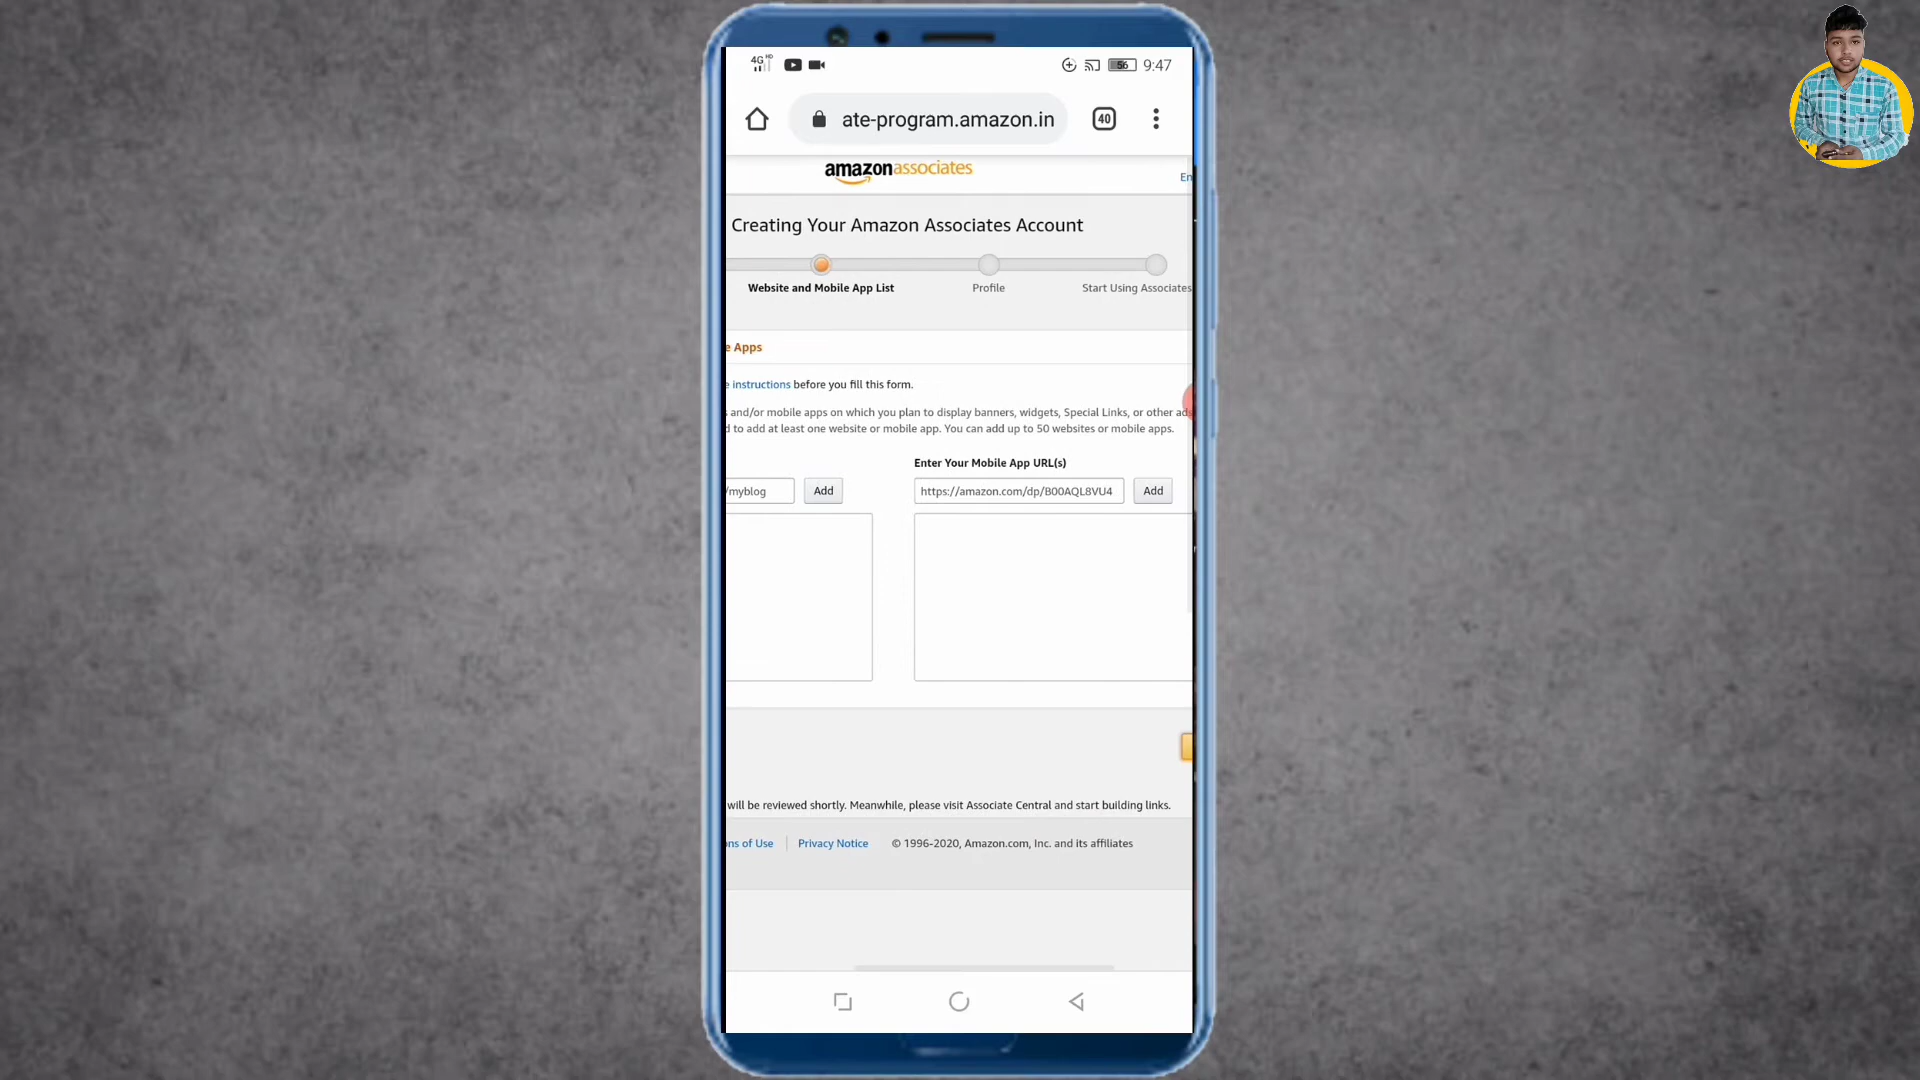 4G HD
56
9:47
ate-program.amazon.in
40
amazonassociates
En
Creating Your Amazon Associates Account
Website and Mobile App List
Profile
Start Using Associates
e Apps
e instructions before you fill this form.
s and/or mobile apps on which you plan to display banners, widgets, Special Links, or other ads
d to add at least one website or mobile app. You can add up to 50 websites or mobile apps.
Enter Your Mobile App URL(s)
/myblog
Add
https://amazon.com/dp/B00AQL8VU4
Add
will be reviewed shortly. Meanwhile, please visit Associate Central and start building links.
ns of Use
Privacy Notice
© 1996-2020, Amazon.com, Inc. and its affiliates